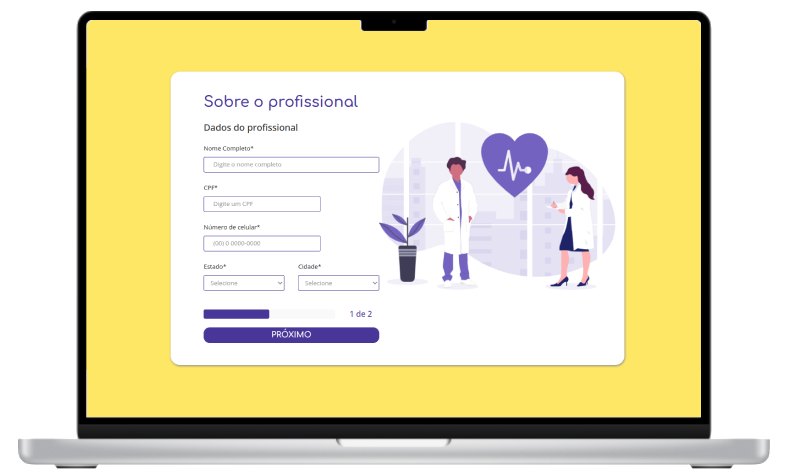 Sobre o profissional
Dados do profissional
Nome Completo*
Digite o nome completo
CPF*
Digite um CPF
Número de celular*
(00) 0 0000-0000
Estado* Cidade*
Selecione Selecione
1 de 2
PRÓXIMO